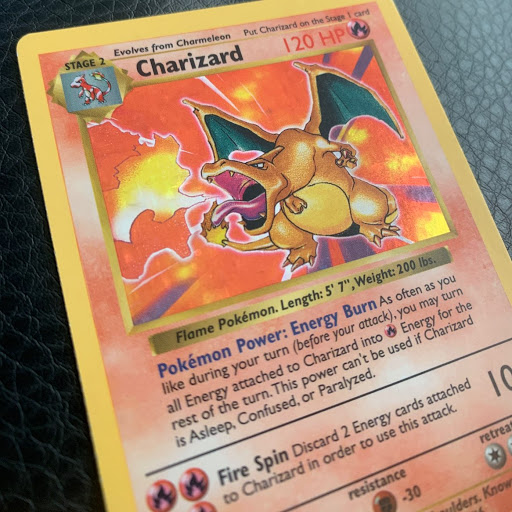 Evolves from Charmeleon Put Charizard on the Stage 1 card
STAGE 2 Charizard 120 HP
Flame Pokémon. Length: 5' 7", Weight: 200 lbs.
Pokémon Power: Energy Burn As often as you
like during your turn (before your attack), you may turn
all Energy attached to Charizard into Energy for the
rest of the turn. This power can't be used if Charizard
is Asleep, Confused, or Paralyzed.
Fire Spin Discard 2 Energy cards attached
to Charizard in order to use this attack.
10
resistance retreat
-30
boulders. Know